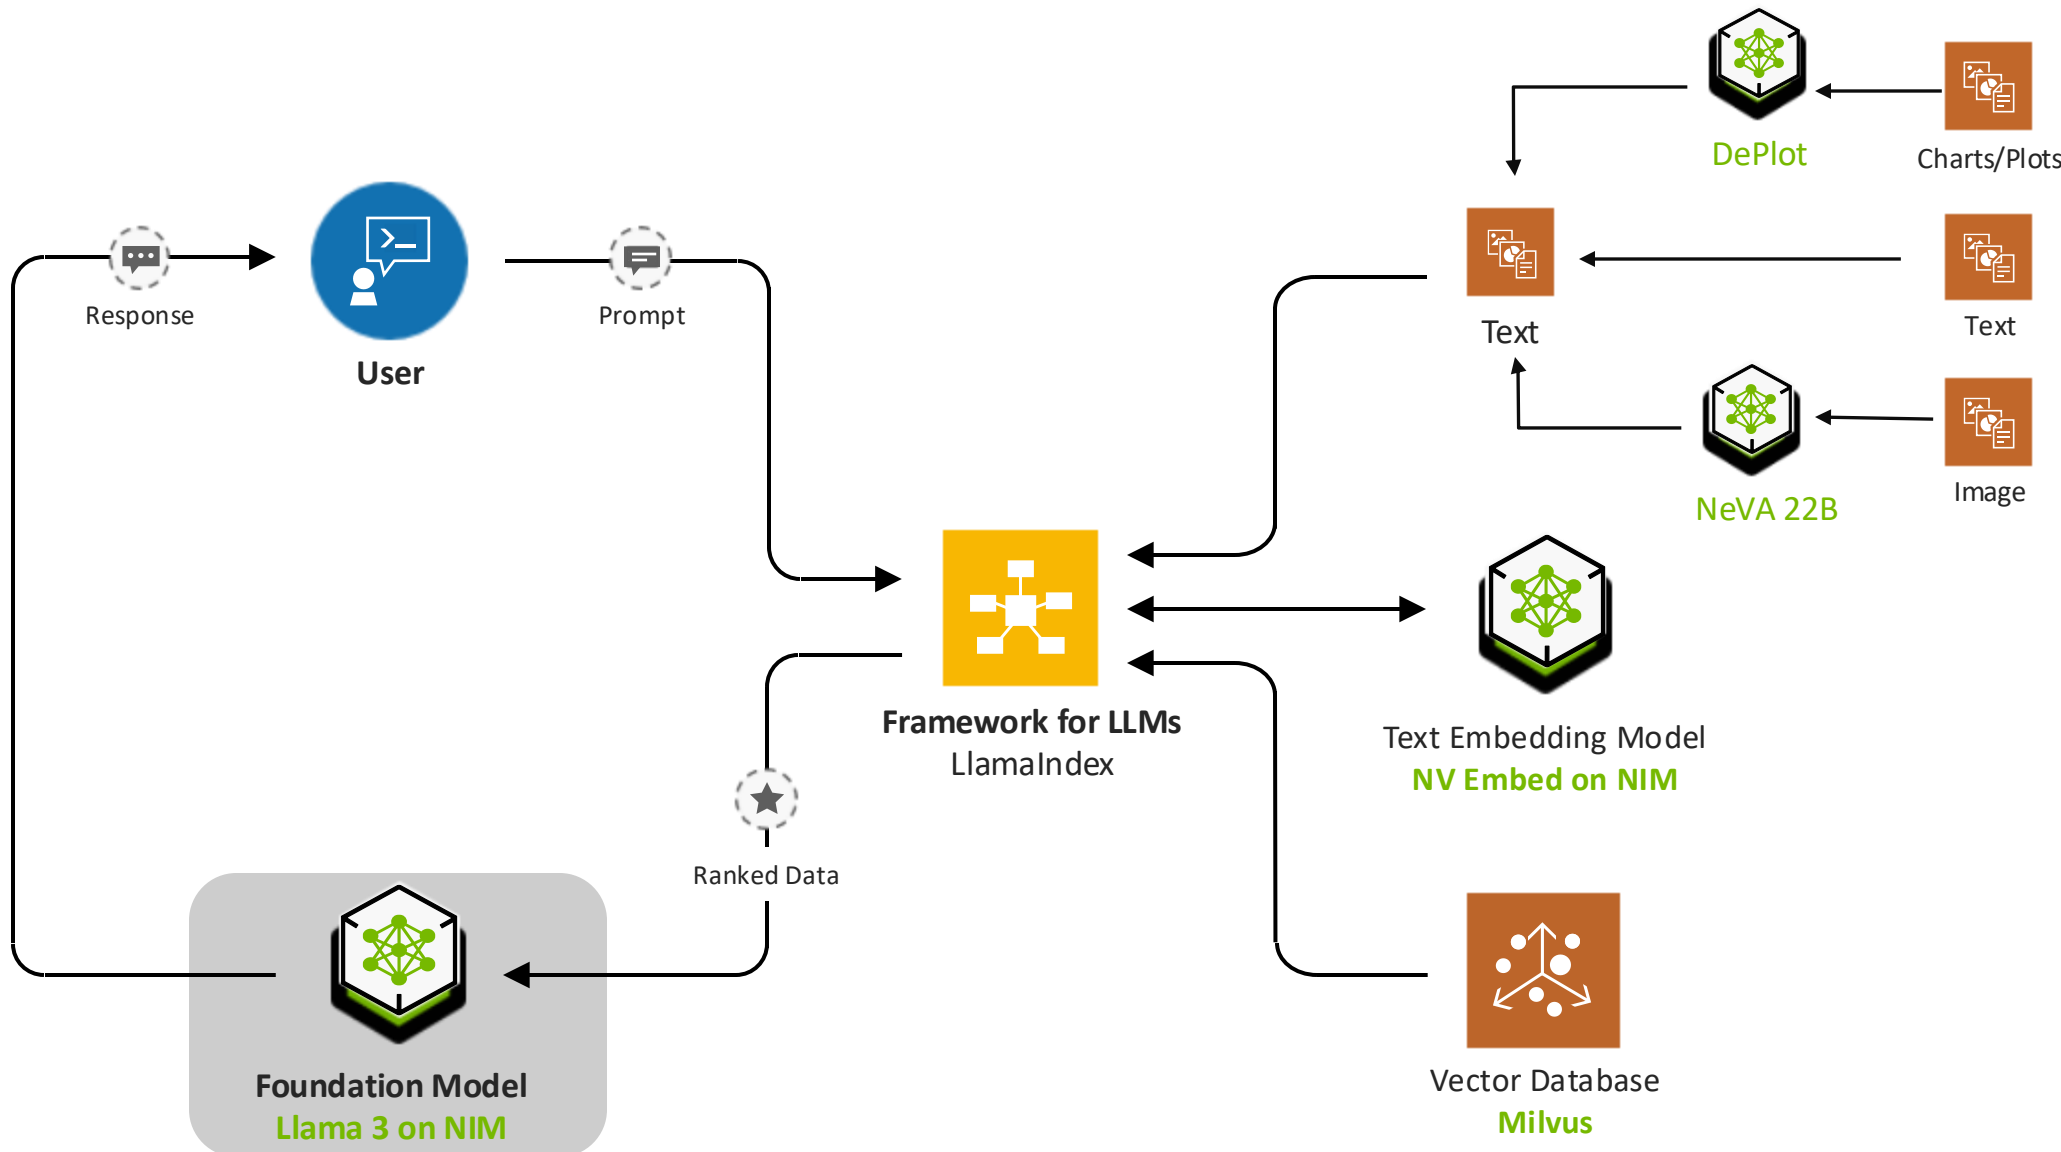 DePlot
Charts/Plots
Response
User
Prompt
Text
Text
NeVA 22B
Image
Framework for LLMs
LlamaIndex
Text Embedding Model
NV Embed on NIM
Ranked Data
Foundation Model
Llama 3 on NIM
Vector Database
Milvus